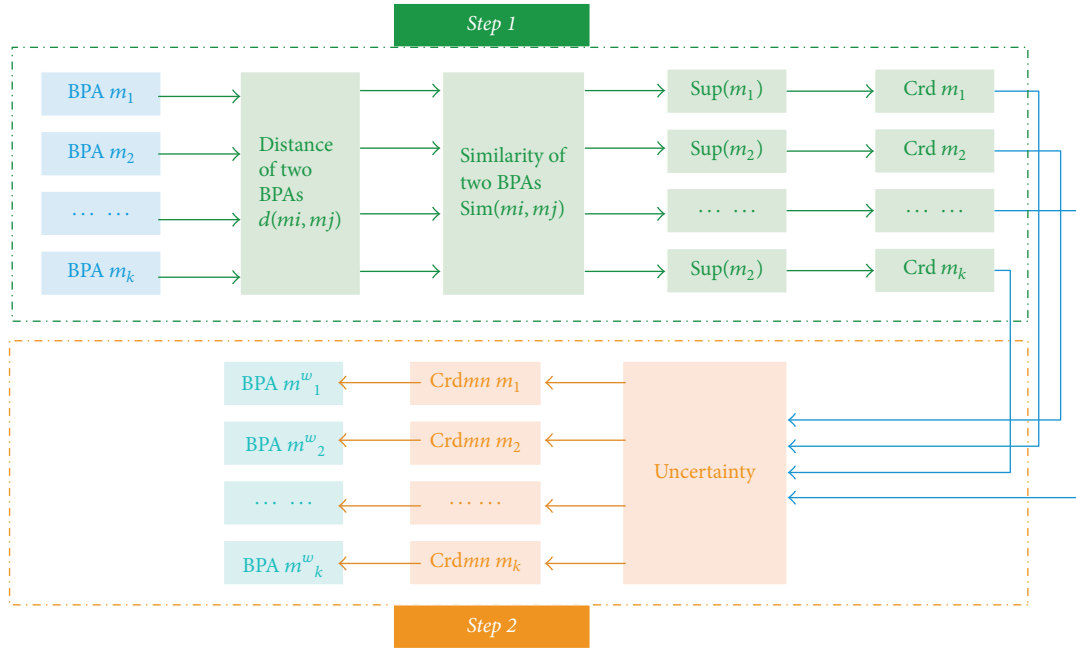 Step 1
BPA m₁
BPA m₂
... ...
BPA mₖ
Distance
of two
BPAs
d(mi, mj)
Similarity of
two BPAs
Sim(mi, mj)
Sup(m₁)
Sup(m₂)
... ...
Sup(m₂)
Crd m₁
Crd m₂
... ...
Crd mₖ
BPA mʷ₁
BPA mʷ₂
... ...
BPA mʷₖ
Crdmn m₁
Crdmn m₂
... ...
Crdmn mₖ
Uncertainty
Step 2